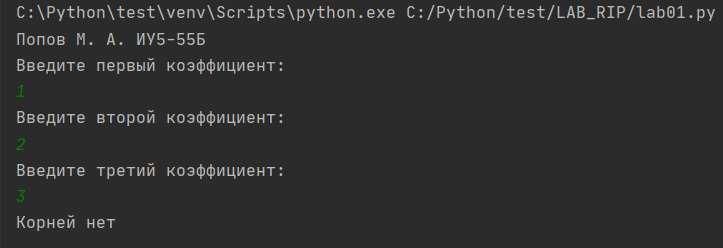 C:\Python\test\venv\Scripts\python.exe C:/Python/test/LAB_RIP/lab01.py
Попов М. А. ИУ5-55Б
Введите первый коэффициент:
1
Введите второй коэффициент:
2
Введите третий коэффициент:
3
Корней нет